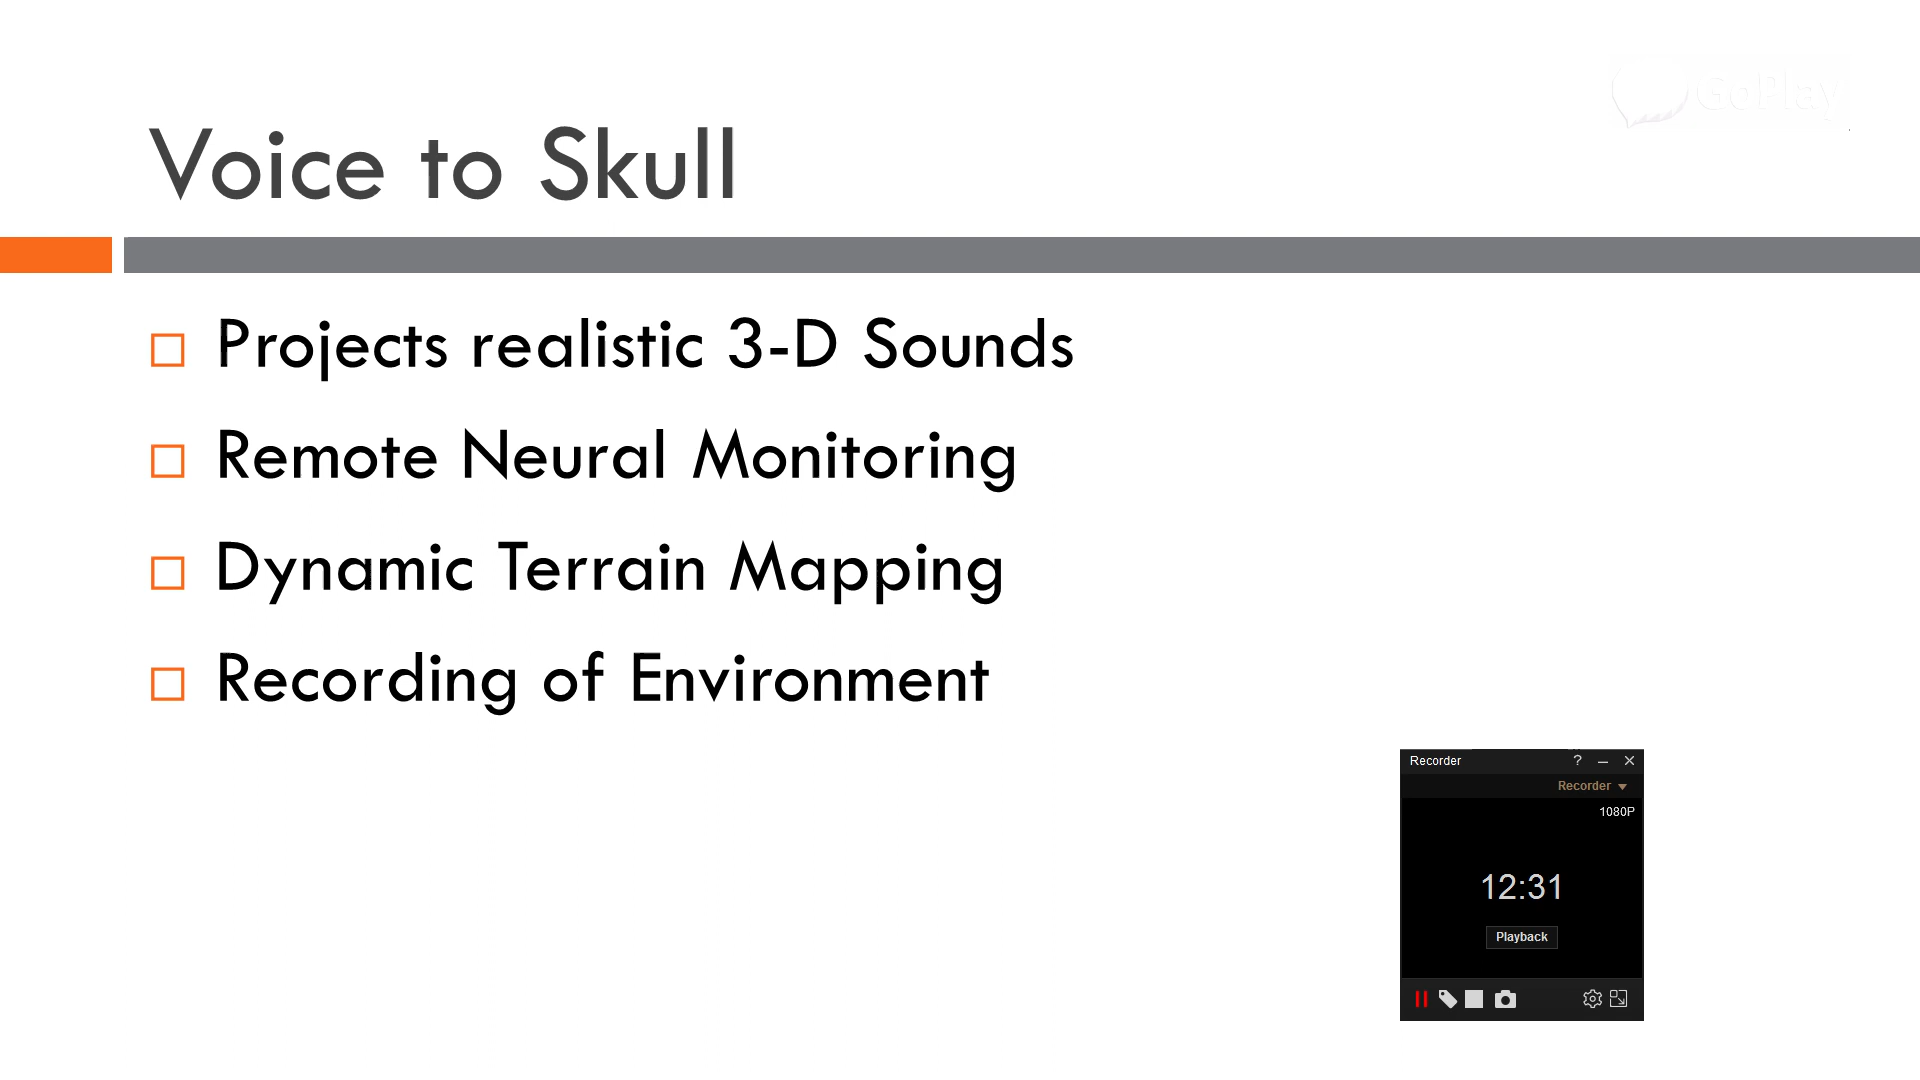 GoPlay
Voice to Skull
Projects realistic 3-D Sounds
Remote Neural Monitoring
Dynamic Terrain Mapping
Recording of Environment
Recorder ?
Recorder
1080P
12:31
Playback